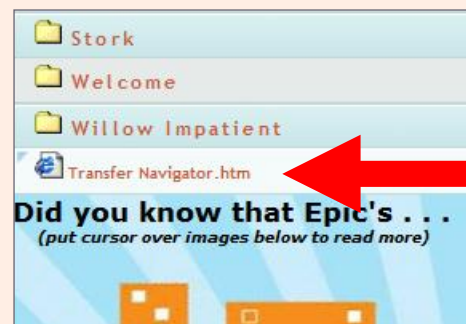 Stork
Welcome
Willow Impatient
Transfer Navigator.htm
Did you know that Epic's . . .
(put cursor over images below to read more)